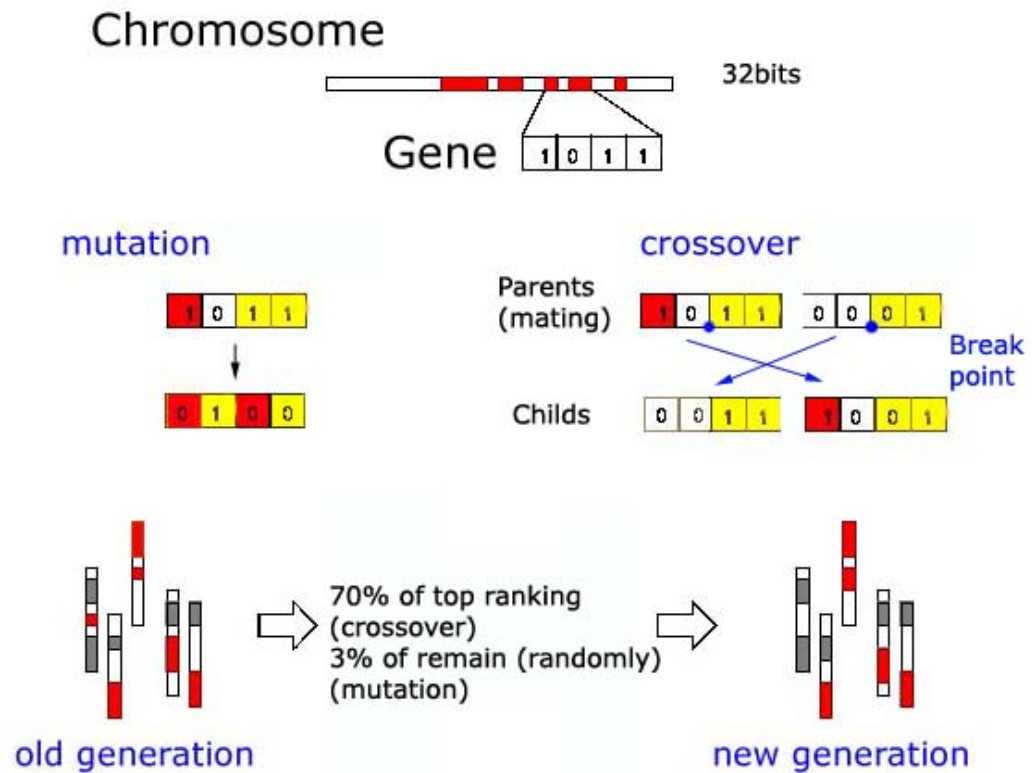 Chromosome
32bits
Gene 1 0 1 1
mutation
crossover
Parents
(mating)
1 0 1 1
1 0 1 1
0 0 0 1
Break
point
0 1 0 0
Childs
0 0 1 1
1 0 0 1
70% of top ranking
(crossover)
3% of remain (randomly)
(mutation)
old generation
new generation